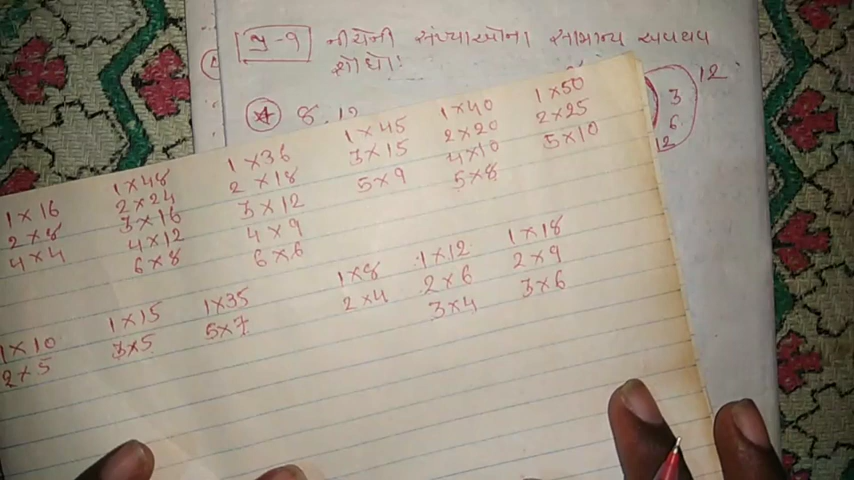 પ્ર-૧ નીચેની સંખ્યાઓના સામાન્ય અવયવ
શોધો:
8, 12
12
3
6
12
1 × 16
2 × 8
4 × 4
1 × 48
2 × 24
3 × 16
4 × 12
6 × 8
1 × 36
2 × 18
3 × 12
4 × 9
6 × 6
1 × 45
3 × 15
5 × 9
1 × 40
2 × 20
4 × 10
5 × 8
1 × 50
2 × 25
5 × 10
1 × 10
2 × 5
1 × 15
3 × 5
1 × 35
5 × 7
1 × 8
2 × 4
1 × 12
2 × 6
3 × 4
1 × 18
2 × 9
3 × 6